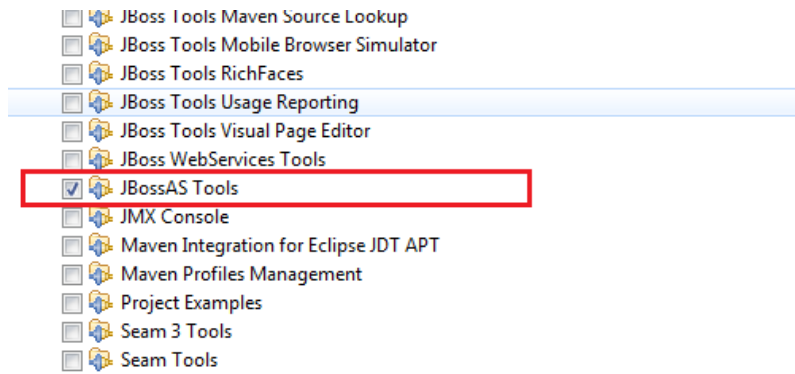 JBoss Tools Maven Source Lookup
JBoss Tools Mobile Browser Simulator
JBoss Tools RichFaces
JBoss Tools Usage Reporting
JBoss Tools Visual Page Editor
JBoss WebServices Tools
JBossAS Tools
JMX Console
Maven Integration for Eclipse JDT APT
Maven Profiles Management
Project Examples
Seam 3 Tools
Seam Tools